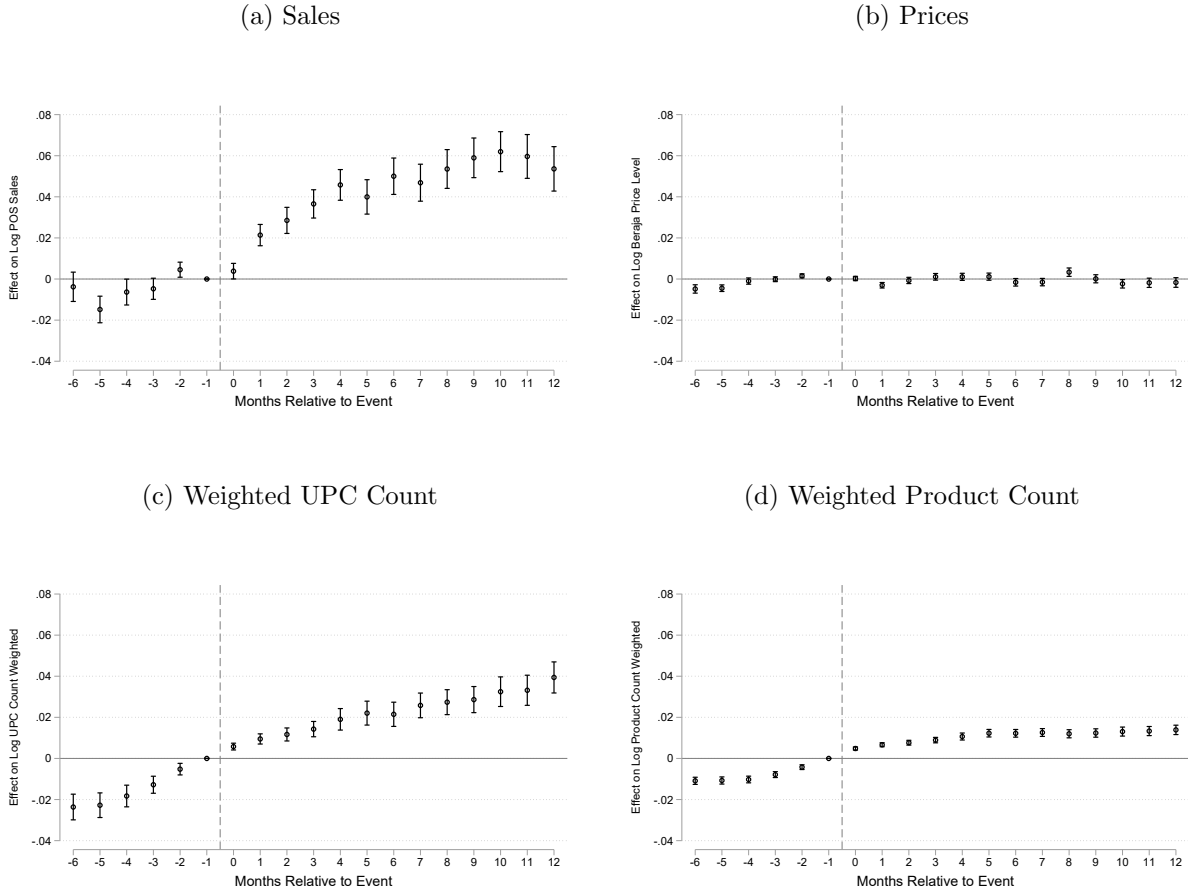 (a) Sales
(b) Prices
.08
.06
.04
.02
0
-.02
-.04
Effect on Log POS Sales
-6 -5 -4 -3 -2 -1 0 1 2 3 4 5 6 7 8 9 10 11 12
Months Relative to Event
.08
.06
.04
.02
0
-.02
-.04
Effect on Log Beraja Price Level
-6 -5 -4 -3 -2 -1 0 1 2 3 4 5 6 7 8 9 10 11 12
Months Relative to Event
(c) Weighted UPC Count
(d) Weighted Product Count
.08
.06
.04
.02
0
-.02
-.04
Effect on Log UPC Count Weighted
-6 -5 -4 -3 -2 -1 0 1 2 3 4 5 6 7 8 9 10 11 12
Months Relative to Event
.08
.06
.04
.02
0
-.02
-.04
Effect on Log Product Count Weighted
-6 -5 -4 -3 -2 -1 0 1 2 3 4 5 6 7 8 9 10 11 12
Months Relative to Event